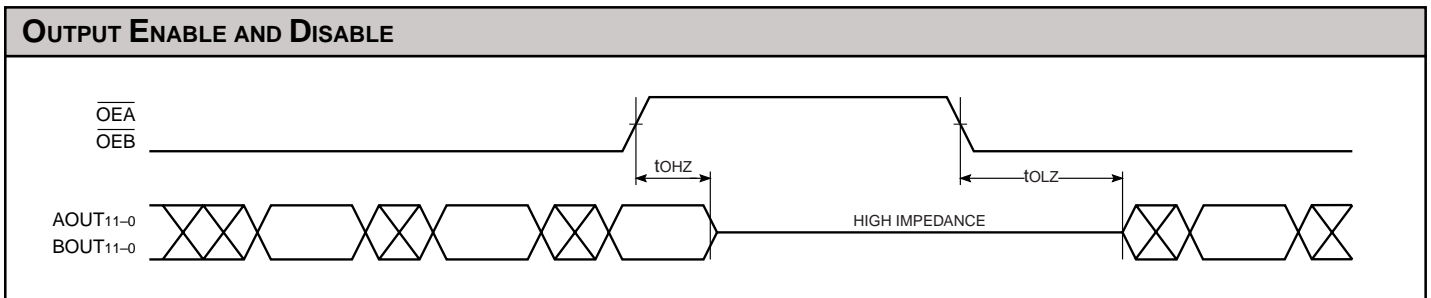 OUTPUT ENABLE AND DISABLE
OEA
OEB
tOHZ
tOLZ
AOUT11–0
BOUT11–0
HIGH IMPEDANCE